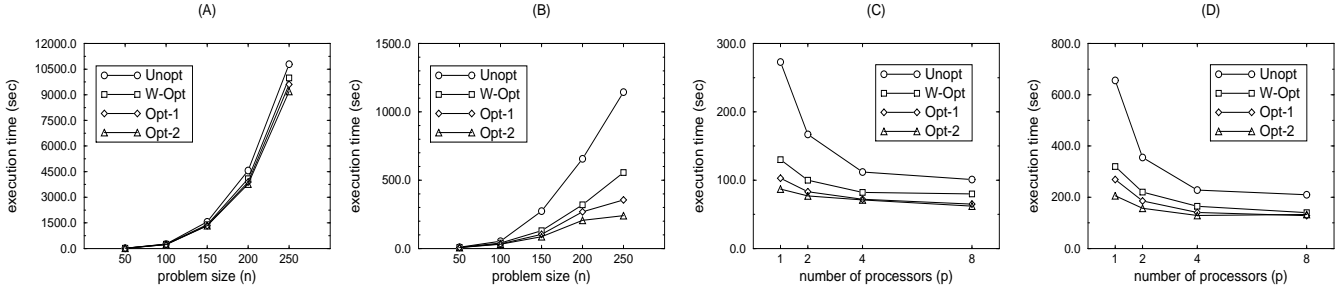 (A)
execution time (sec)
12000.0
10500.0
9000.0
7500.0
6000.0
4500.0
3000.0
1500.0
0.0
Unopt
W-Opt
Opt-1
Opt-2
50 100 150 200 250
problem size (n)
(B)
execution time (sec)
1500.0
1000.0
500.0
0.0
Unopt
W-Opt
Opt-1
Opt-2
50 100 150 200 250
problem size (n)
(C)
execution time (sec)
300.0
200.0
100.0
0.0
Unopt
W-Opt
Opt-1
Opt-2
1 2 4 8
number of processors (p)
(D)
execution time (sec)
800.0
600.0
400.0
200.0
0.0
Unopt
W-Opt
Opt-1
Opt-2
1 2 4 8
number of processors (p)